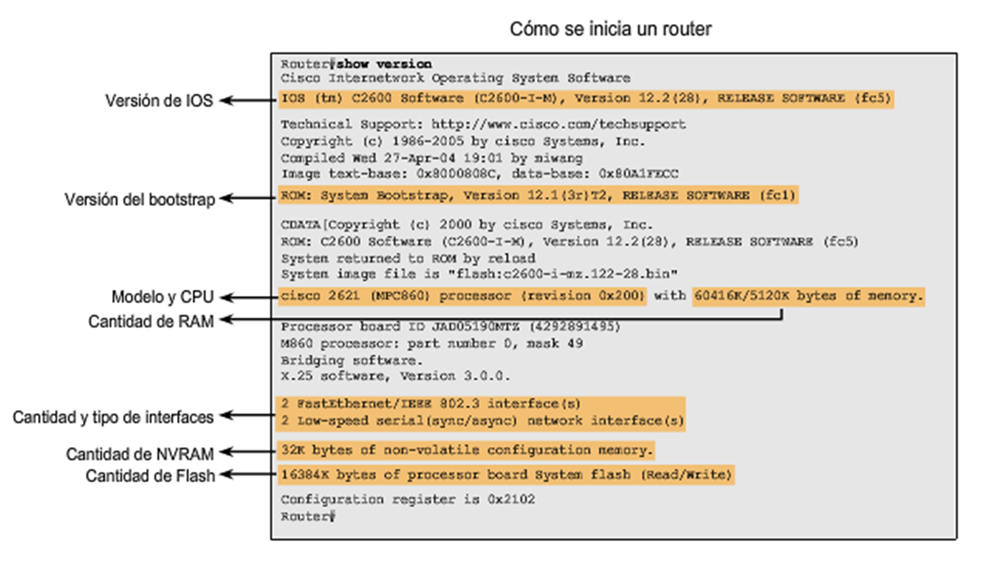 Cómo se inicia un router
Router#show version
Cisco Internetwork Operating System Software
Versión de IOS
IOS (tm) C2600 Software (C2600-I-M), Version 12.2(28), RELEASE SOFTWARE (fc5)
Technical Support: http://www.cisco.com/techsupport
Copyright (c) 1986-2005 by cisco Systems, Inc.
Compiled Wed 27-Apr-04 19:01 by miwang
Image text-base: 0x8000808C, data-base: 0x80A1FECC
Versión del bootstrap
ROM: System Bootstrap, Version 12.1(3r)T2, RELEASE SOFTWARE (fc1)
CDATA[Copyright (c) 2000 by cisco Systems, Inc.
ROM: C2600 Software (C2600-I-M), Version 12.2(28), RELEASE SOFTWARE (fc5)
System returned to ROM by reload
System image file is "flash:c2600-i-mz.122-28.bin"
Modelo y CPU
cisco 2621 (MPC860) processor (revision 0x200) with 60416K/5120K bytes of memory.
Cantidad de RAM
Processor board ID JAD05190MTZ (4292891495)
M860 processor: part number 0, mask 49
Bridging software.
X.25 software, Version 3.0.0.
Cantidad y tipo de interfaces
2 FastEthernet/IEEE 802.3 interface(s)
2 Low-speed serial(sync/async) network interface(s)
Cantidad de NVRAM
32K bytes of non-volatile configuration memory.
Cantidad de Flash
16384K bytes of processor board System flash (Read/Write)
Configuration register is 0x2102
Router#